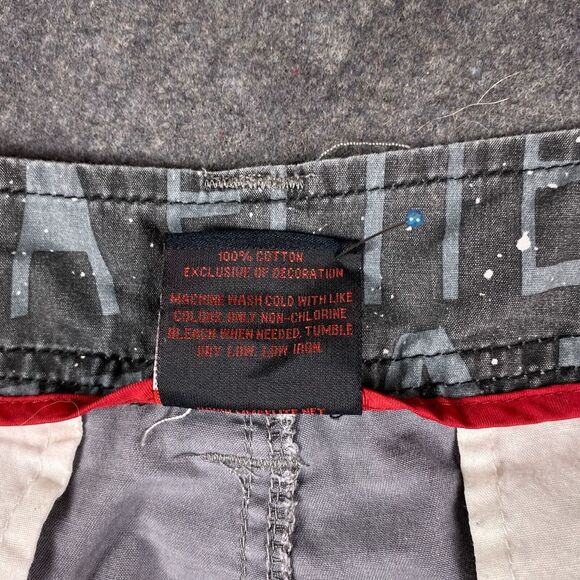 AFLTE
100% COTTON
EXCLUSIVE OF DECORATION
MACHINE WASH COLD WITH LIKE
COLORS ONLY NON-CHLORINE
BLEACH WHEN NEEDED, TUMBLE
DRY LOW, LOW IRON.